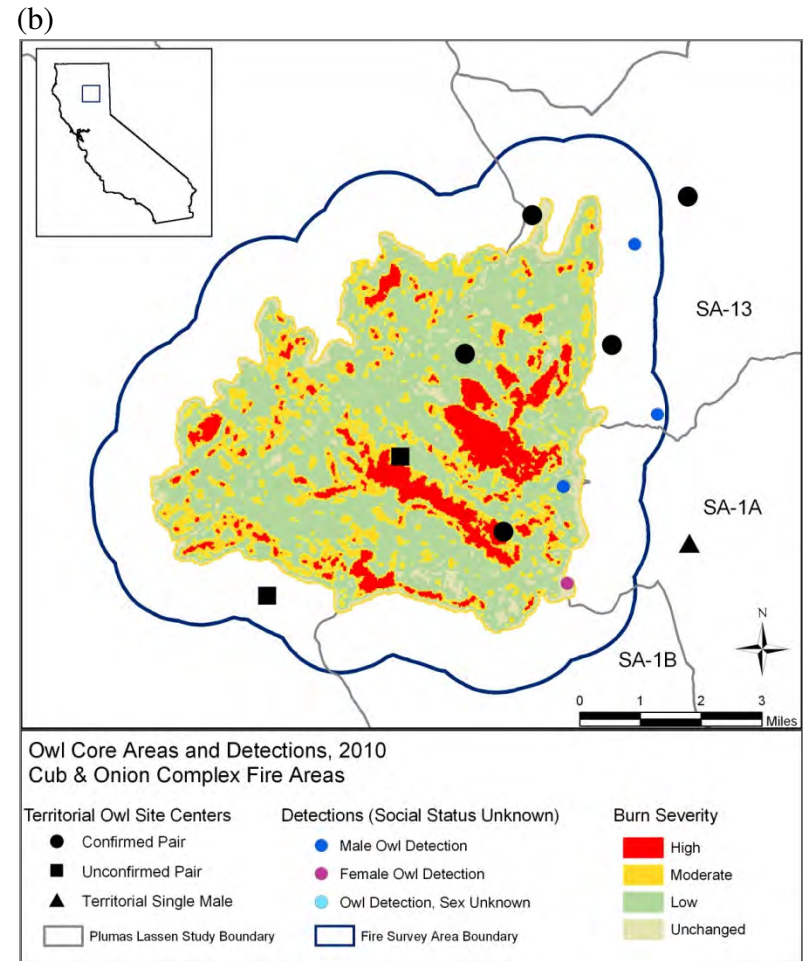 (b)
SA-13
SA-1A
N
SA-1B
0 1 2 3
Miles
Owl Core Areas and Detections, 2010
Cub & Onion Complex Fire Areas
Territorial Owl Site Centers
Confirmed Pair
Unconfirmed Pair
Territorial Single Male
Plumas Lassen Study Boundary
Detections (Social Status Unknown)
Male Owl Detection
Female Owl Detection
Owl Detection, Sex Unknown
Fire Survey Area Boundary
Burn Severity
High
Moderate
Low
Unchanged